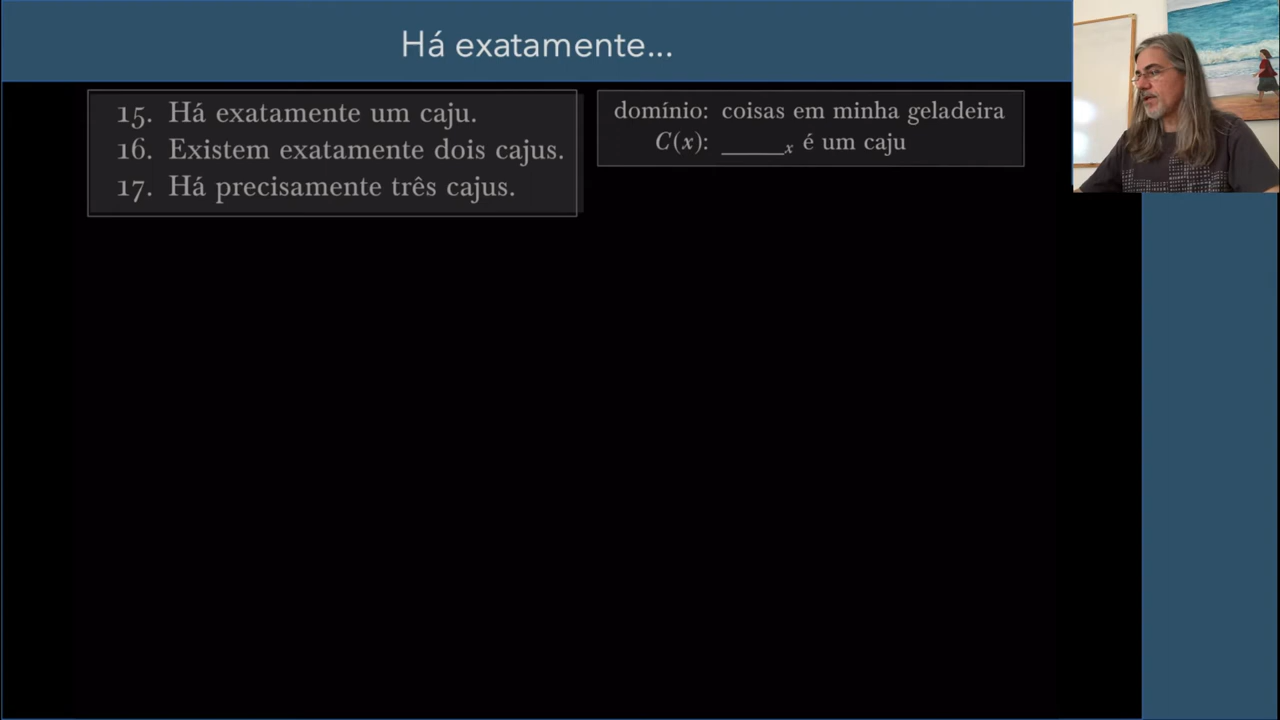 Há exatamente...
15. Há exatamente um caju.
16. Existem exatamente dois cajus.
17. Há precisamente três cajus.
domínio: coisas em minha geladeira
C(x): ______x é um caju